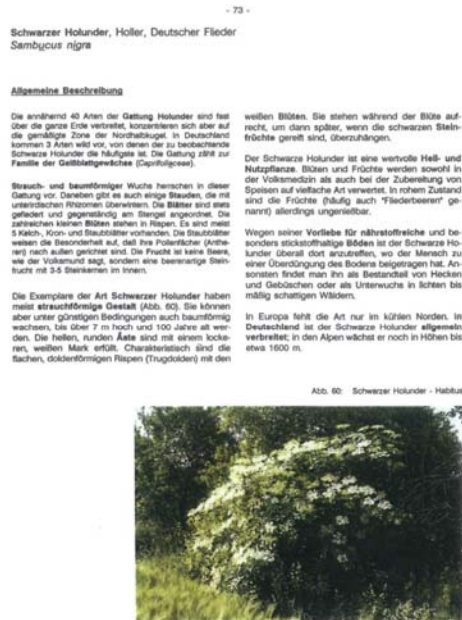 - 73 -
Schwarzer Holunder, Holler, Deutscher Flieder
Sambucus nigra
Allgemeine Beschreibung
Die annähernd 40 Arten der Gattung Holunder sind fast
über die ganze Erde verbreitet, konzentrieren sich aber auf
die gemäßigte Zone der Nordhalbkugel. In Deutschland
kommen 3 Arten wild vor, von denen der zu beobachtende
Schwarze Holunder die häufigste ist. Die Gattung zählt zur
Familie der Geißblattgewächse (Caprifoliaceae).
Strauch- und baumförmiger Wuchs herrschen in dieser
Gattung vor. Daneben gibt es auch einige Stauden, die mit
unterirdischen Rhizomen überwintern. Die Blätter sind stets
gefiedert und gegenständig am Stengel angeordnet. Die
zahlreichen kleinen Blüten stehen in Rispen. Es sind meist
5 Kelch-, Kron- und Staubblätter vorhanden. Die Staubblätter
weisen die Besonderheit auf, daß ihre Pollenfächer (Anthe-
ren) nach außen gerichtet sind. Die Frucht ist keine Beere,
wie der Volksmund sagt, sondern eine beerenartige Stein-
frucht mit 3-5 Steinkernen im Innern.
Die Exemplare der Art Schwarzer Holunder haben
meist strauchförmige Gestalt (Abb. 60). Sie können
aber unter günstigen Bedingungen auch baumförmig
wachsen, bis über 7 m hoch und 100 Jahre alt wer-
den. Die hellen, runden Äste sind mit einem locke-
ren, weißen Mark erfüllt. Charakteristisch sind die
flachen, doldenförmigen Rispen (Trugdolden) mit den
weißen Blüten. Sie stehen während der Blüte auf-
recht, um dann später, wenn die schwarzen Stein-
früchte gereift sind, überzuhängen.
Der Schwarze Holunder ist eine wertvolle Heil- und
Nutzpflanze. Blüten und Früchte werden sowohl in
der Volksmedizin als auch bei der Zubereitung von
Speisen auf vielfache Art verwertet. In rohem Zustand
sind die Früchte (häufig auch "Fliederbeeren" ge-
nannt) allerdings ungenießbar.
Wegen seiner Vorliebe für nährstoffreiche und be-
sonders stickstoffhaltige Böden ist der Schwarze Ho-
lunder überall dort anzutreffen, wo der Mensch zu
einer Überdüngung des Bodens beigetragen hat. An-
sonsten findet man ihn als Bestandteil von Hecken
und Gebüschen oder als Unterwuchs in lichten bis
mäßig schattigen Wäldern.
In Europa fehlt die Art nur im kühlen Norden. In
Deutschland ist der Schwarze Holunder allgemein
verbreitet; in den Alpen wächst er noch in Höhen bis
etwa 1600 m.
Abb. 60: Schwarzer Holunder - Habitus